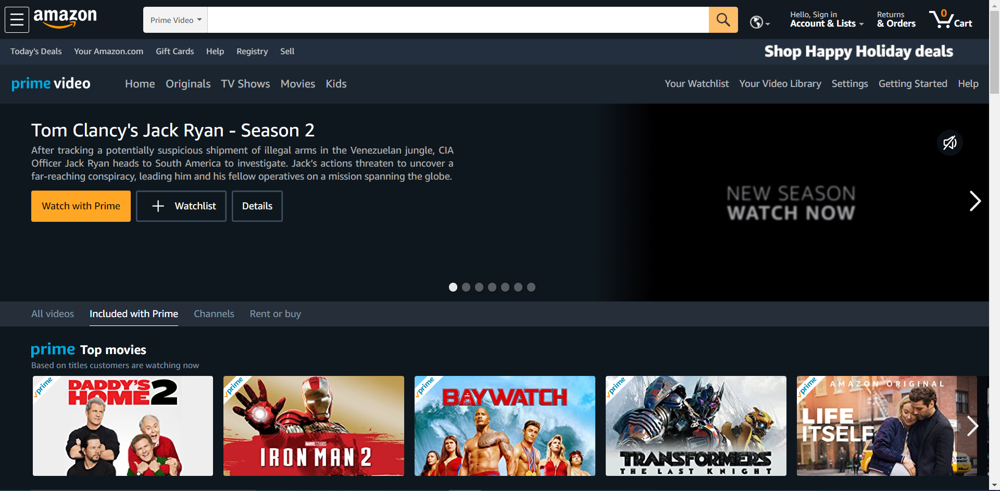 amazon
Prime Video
Hello, Sign in
Account & Lists
Returns
& Orders
0
Cart
Today's Deals Your Amazon.com Gift Cards Help Registry Sell
Shop Happy Holiday deals
prime video
Home Originals TV Shows Movies Kids
Your Watchlist Your Video Library Settings Getting Started Help
Tom Clancy's Jack Ryan - Season 2
After tracking a potentially suspicious shipment of illegal arms in the Venezuelan jungle, CIA
Officer Jack Ryan heads to South America to investigate. Jack’s actions threaten to uncover a
far-reaching conspiracy, leading him and his fellow operatives on a mission spanning the globe.
Watch with Prime
Watchlist
Details
NEW SEASON
WATCH NOW
All videos Included with Prime Channels Rent or buy
prime Top movies
Based on titles customers are watching now
prime
DADDY'S
HOME 2
prime
MARVEL STUDIOS
IRON MAN 2
prime
BAYWATCH
prime
TRANSFORMERS
THE LAST KNIGHT
prime
AMAZON ORIGINAL
LIFE
ITSELF